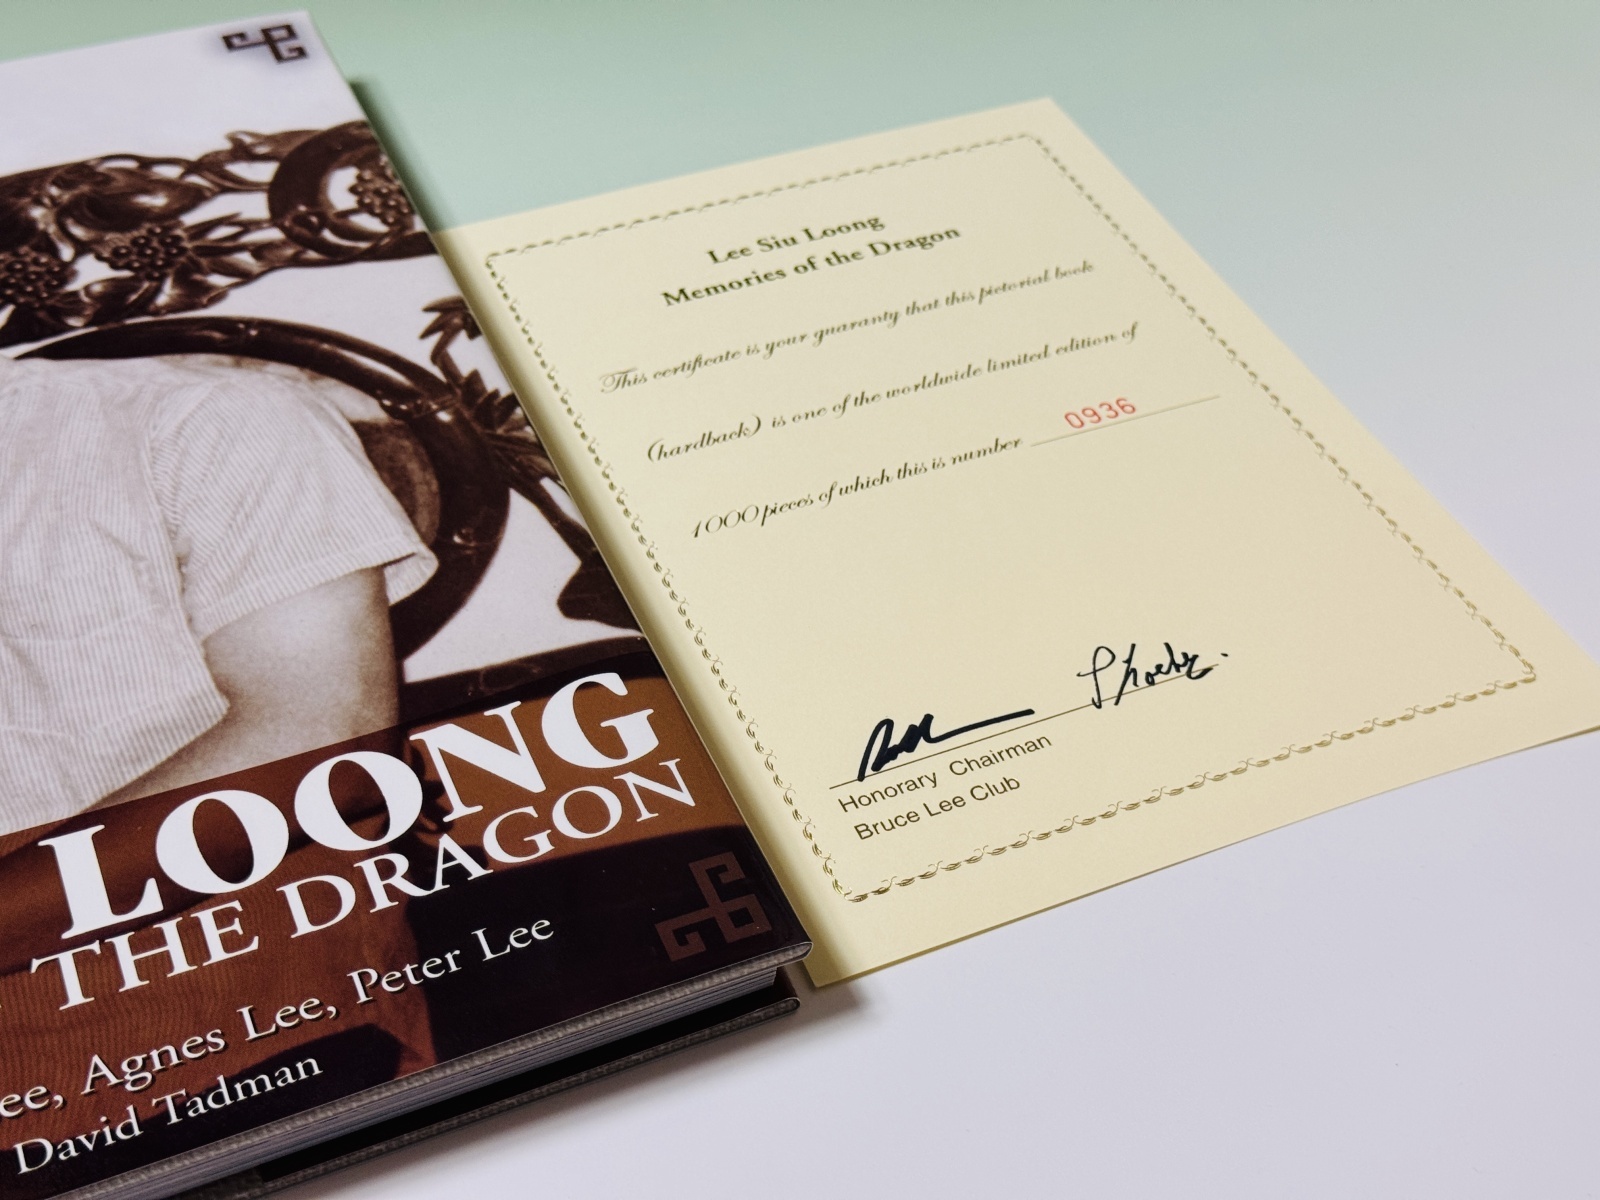 LOONG
THE DRAGON
ee, Agnes Lee, Peter Lee
David Tadman
Lee Siu Loong
Memories of the Dragon
This certificate is your guaranty that this pictorial book
(hardback) is one of the worldwide limited edition of
1000 pieces of which this is number 0936
Honorary Chairman
Bruce Lee Club